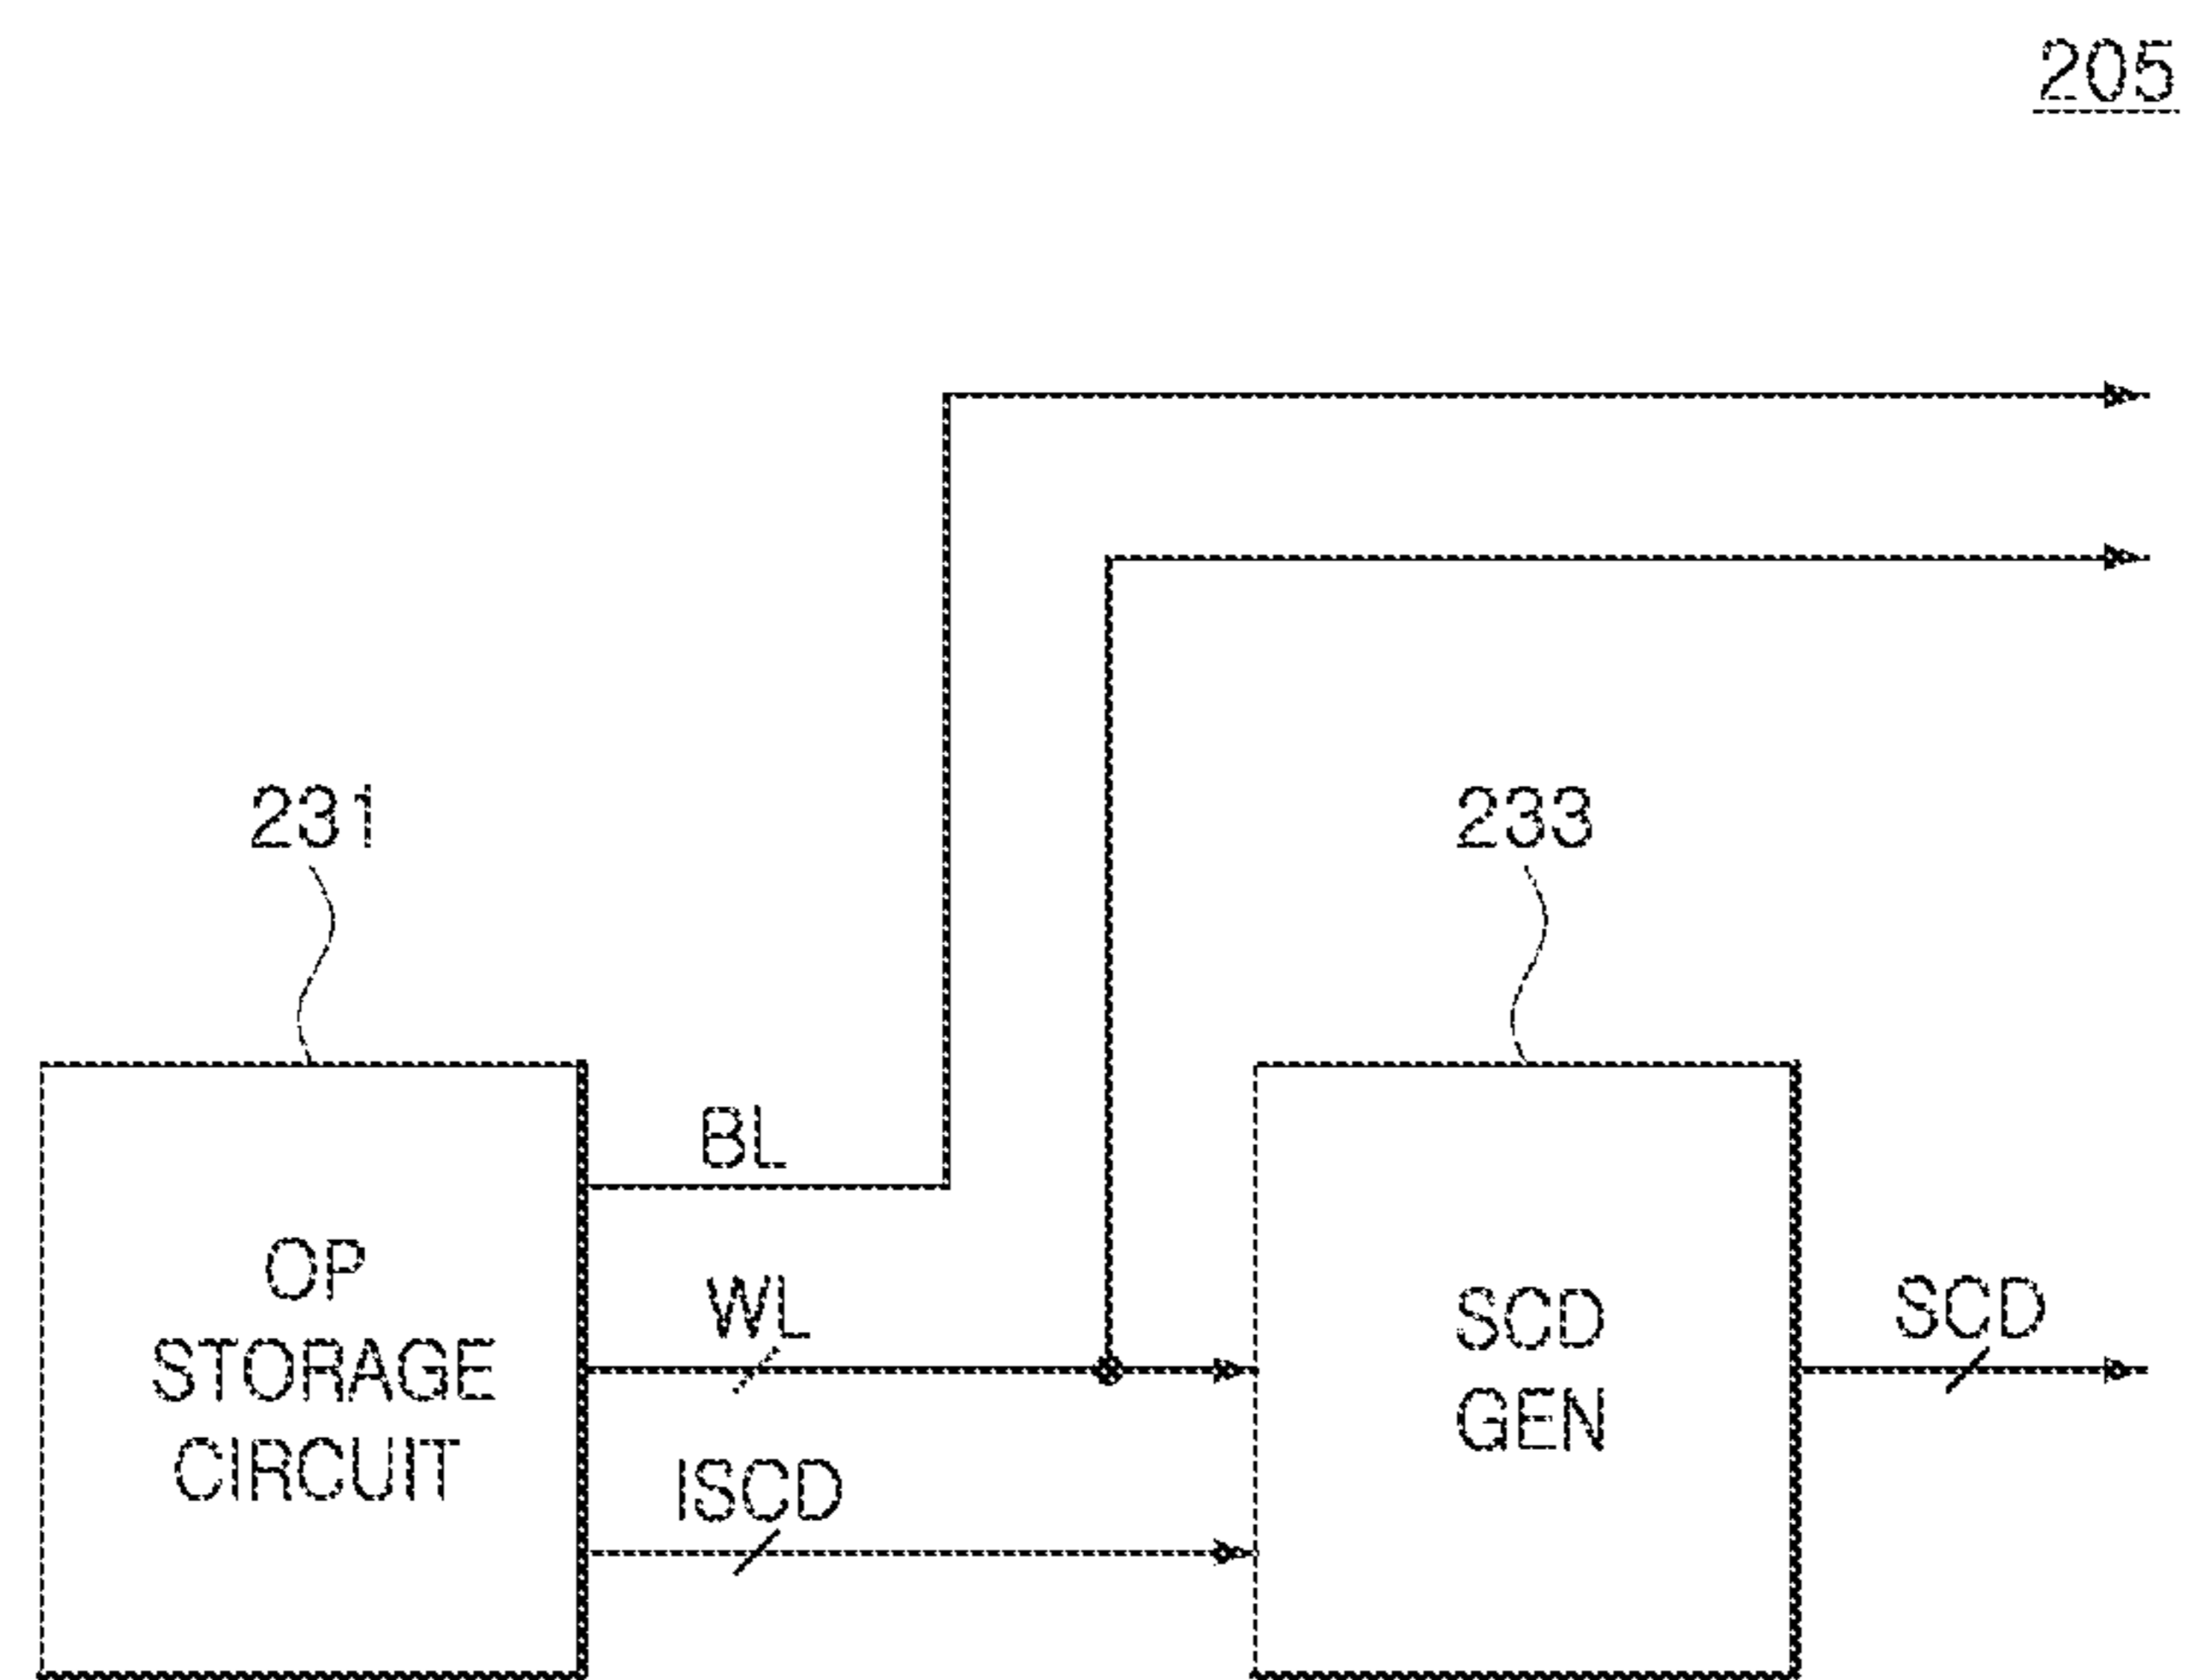 205
231
233
BL
OP
STORAGE
CIRCUIT
WL
ISCD
SCD
GEN
SCD